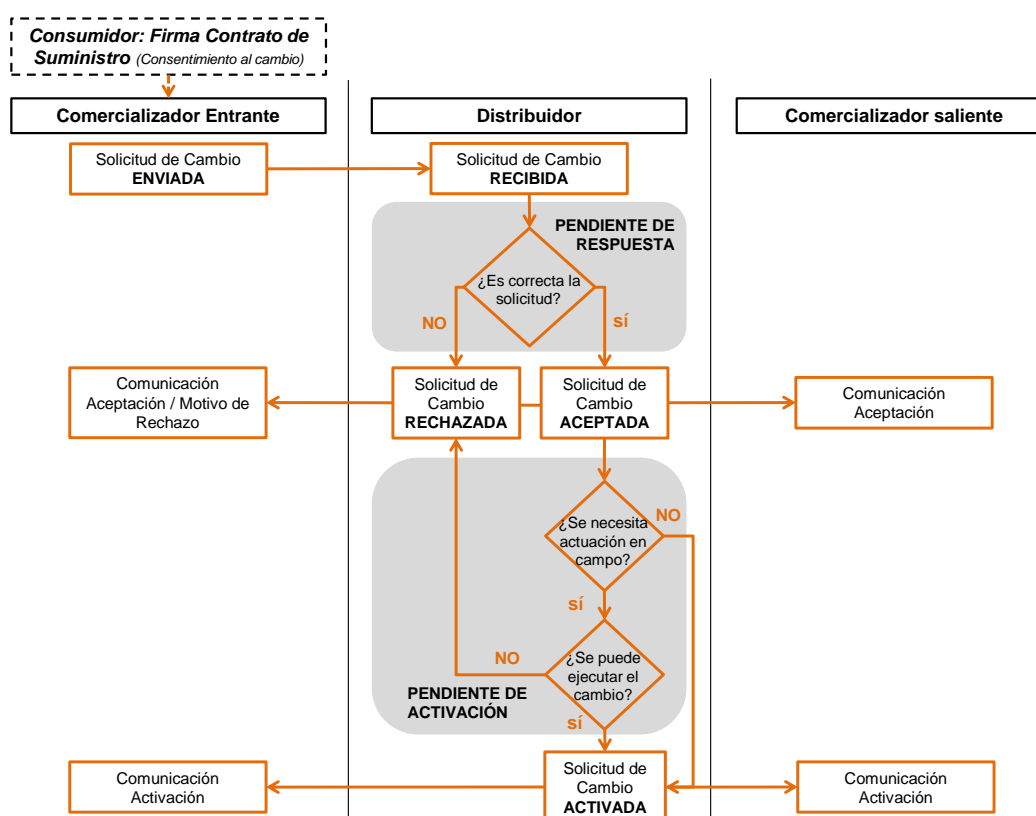 Consumidor: Firma Contrato de
Suministro (Consentimiento al cambio)
Comercializador Entrante
Distribuidor
Comercializador saliente
Solicitud de Cambio
ENVIADA
Solicitud de Cambio
RECIBIDA
PENDIENTE DE
RESPUESTA
¿Es correcta la
solicitud?
NO
sí
Comunicación
Aceptación / Motivo de
Rechazo
Solicitud de
Cambio
RECHAZADA
Solicitud de
Cambio
ACEPTADA
Comunicación
Aceptación
¿Se necesita
actuación en
campo?
NO
sí
¿Se puede
ejecutar el
cambio?
NO
PENDIENTE DE
ACTIVACIÓN
sí
Comunicación
Activación
Solicitud de
Cambio
ACTIVADA
Comunicación
Activación